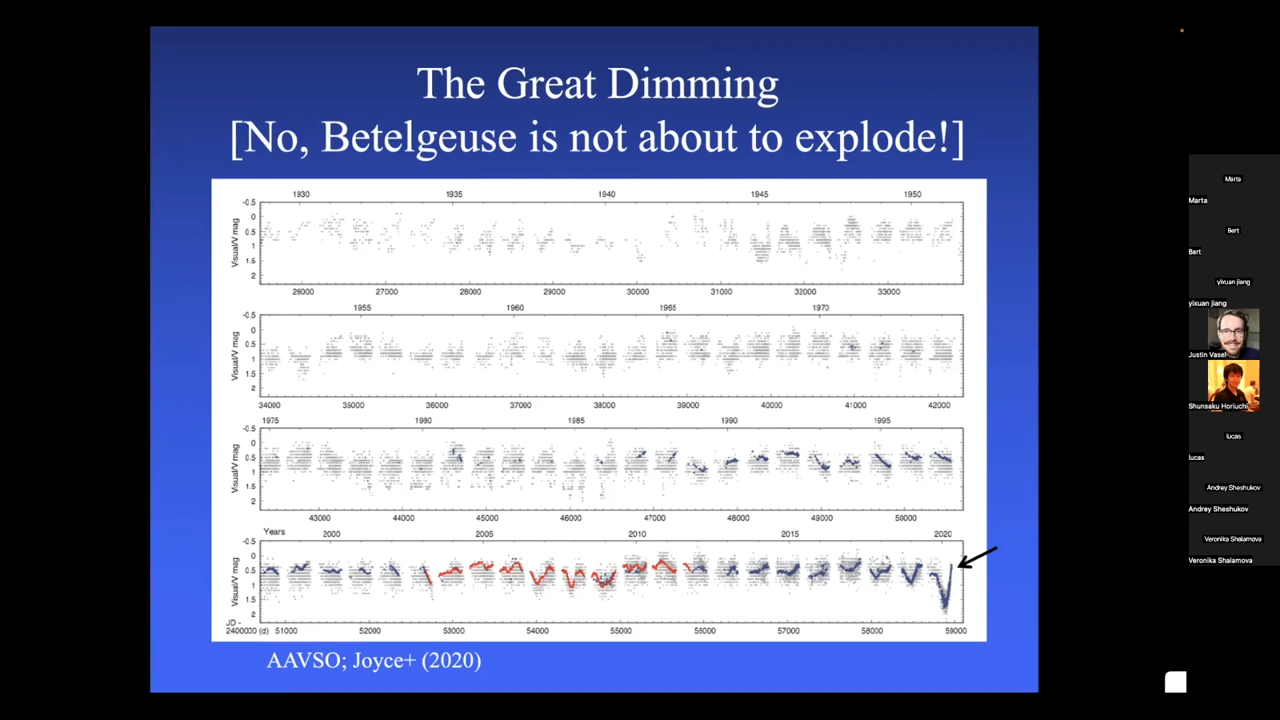 The Great Dimming
[No, Betelgeuse is not about to explode!]
1930 1935 1940 1945 1950
-0.5
0
.5
1
1.5
2
Visual/V mag
26000 27000 28000 29000 30000 31000 32000 33000
1955 1960 1965 1970
-0.5
0
0.5
1
1.5
2
Visual/V mag
34000 35000 36000 37000 38000 39000 40000 41000 42000
1975 1980 1985 1990 1995
-0.5
0
0.5
1
1.5
2
Visual/V mag
43000 44000 45000 46000 47000 48000 49000 50000
Years 2000 2005 2010 2015 2020
-0.5
0
0.5
1
1.5
2
Visual/V mag
JD -
2400000 (d) 51000 52000 53000 54000 55000 56000 57000 58000 59000
AAVSO; Joyce+ (2020)
Marta
Marta
Bert
Bert
yixuan jiang
yixuan jiang
Justin Vasel
Shunsaku Horiuchi
lucas
lucas
Andrey Sheshukov
Andrey Sheshukov
Veronika Shalamova
Veronika Shalamova